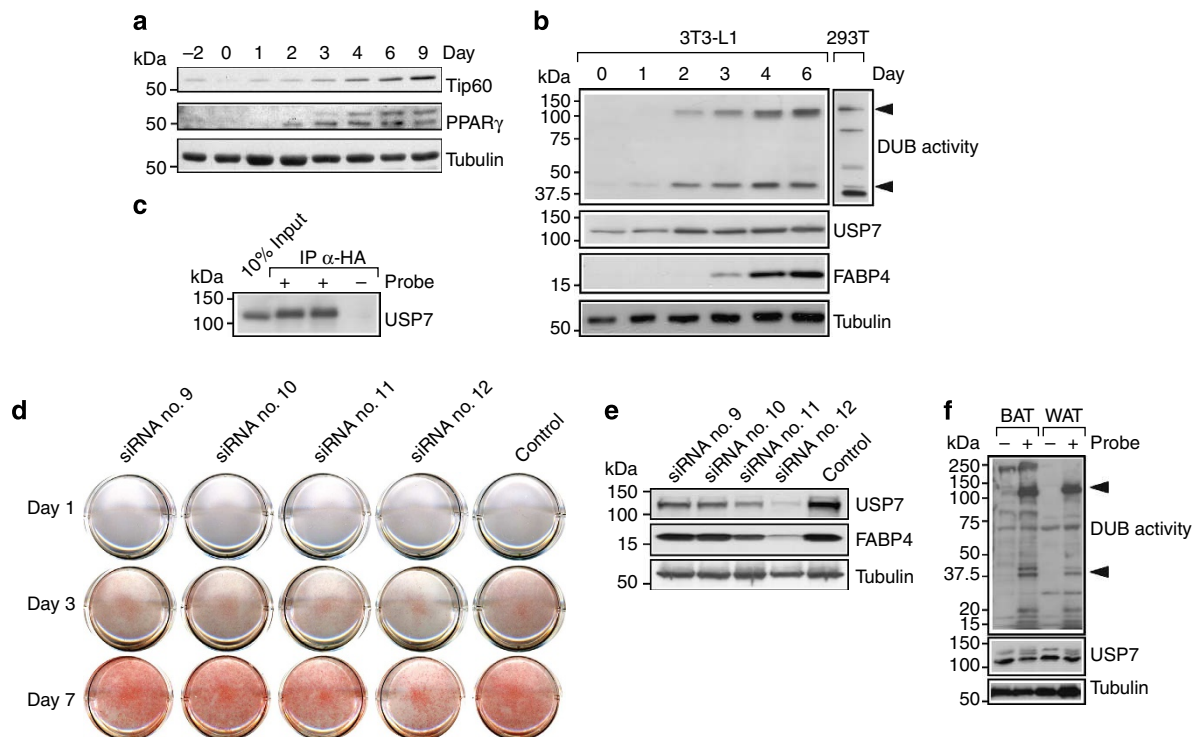 a
kDa
–2 0 1 2 3 4 6 9 Day
50
Tip60
50
PPARγ
50
Tubulin
b
3T3-L1 293T
kDa
0 1 2 3 4 6 Day
150
100
75
50
37.5
DUB activity
150
100
USP7
15
FABP4
50
Tubulin
c
10% Input
IP α-HA
kDa
+ + – Probe
150
100
USP7
d
siRNA no. 9
siRNA no. 10
siRNA no. 11
siRNA no. 12
Control
Day 1
Day 3
Day 7
e
siRNA no. 9
siRNA no. 10
siRNA no. 11
siRNA no. 12
Control
kDa
150
100
USP7
15
FABP4
50
Tubulin
f
BAT WAT
kDa
– + – + Probe
250
150
100
75
50
37.5
20
15
DUB activity
150
100
USP7
50
Tubulin